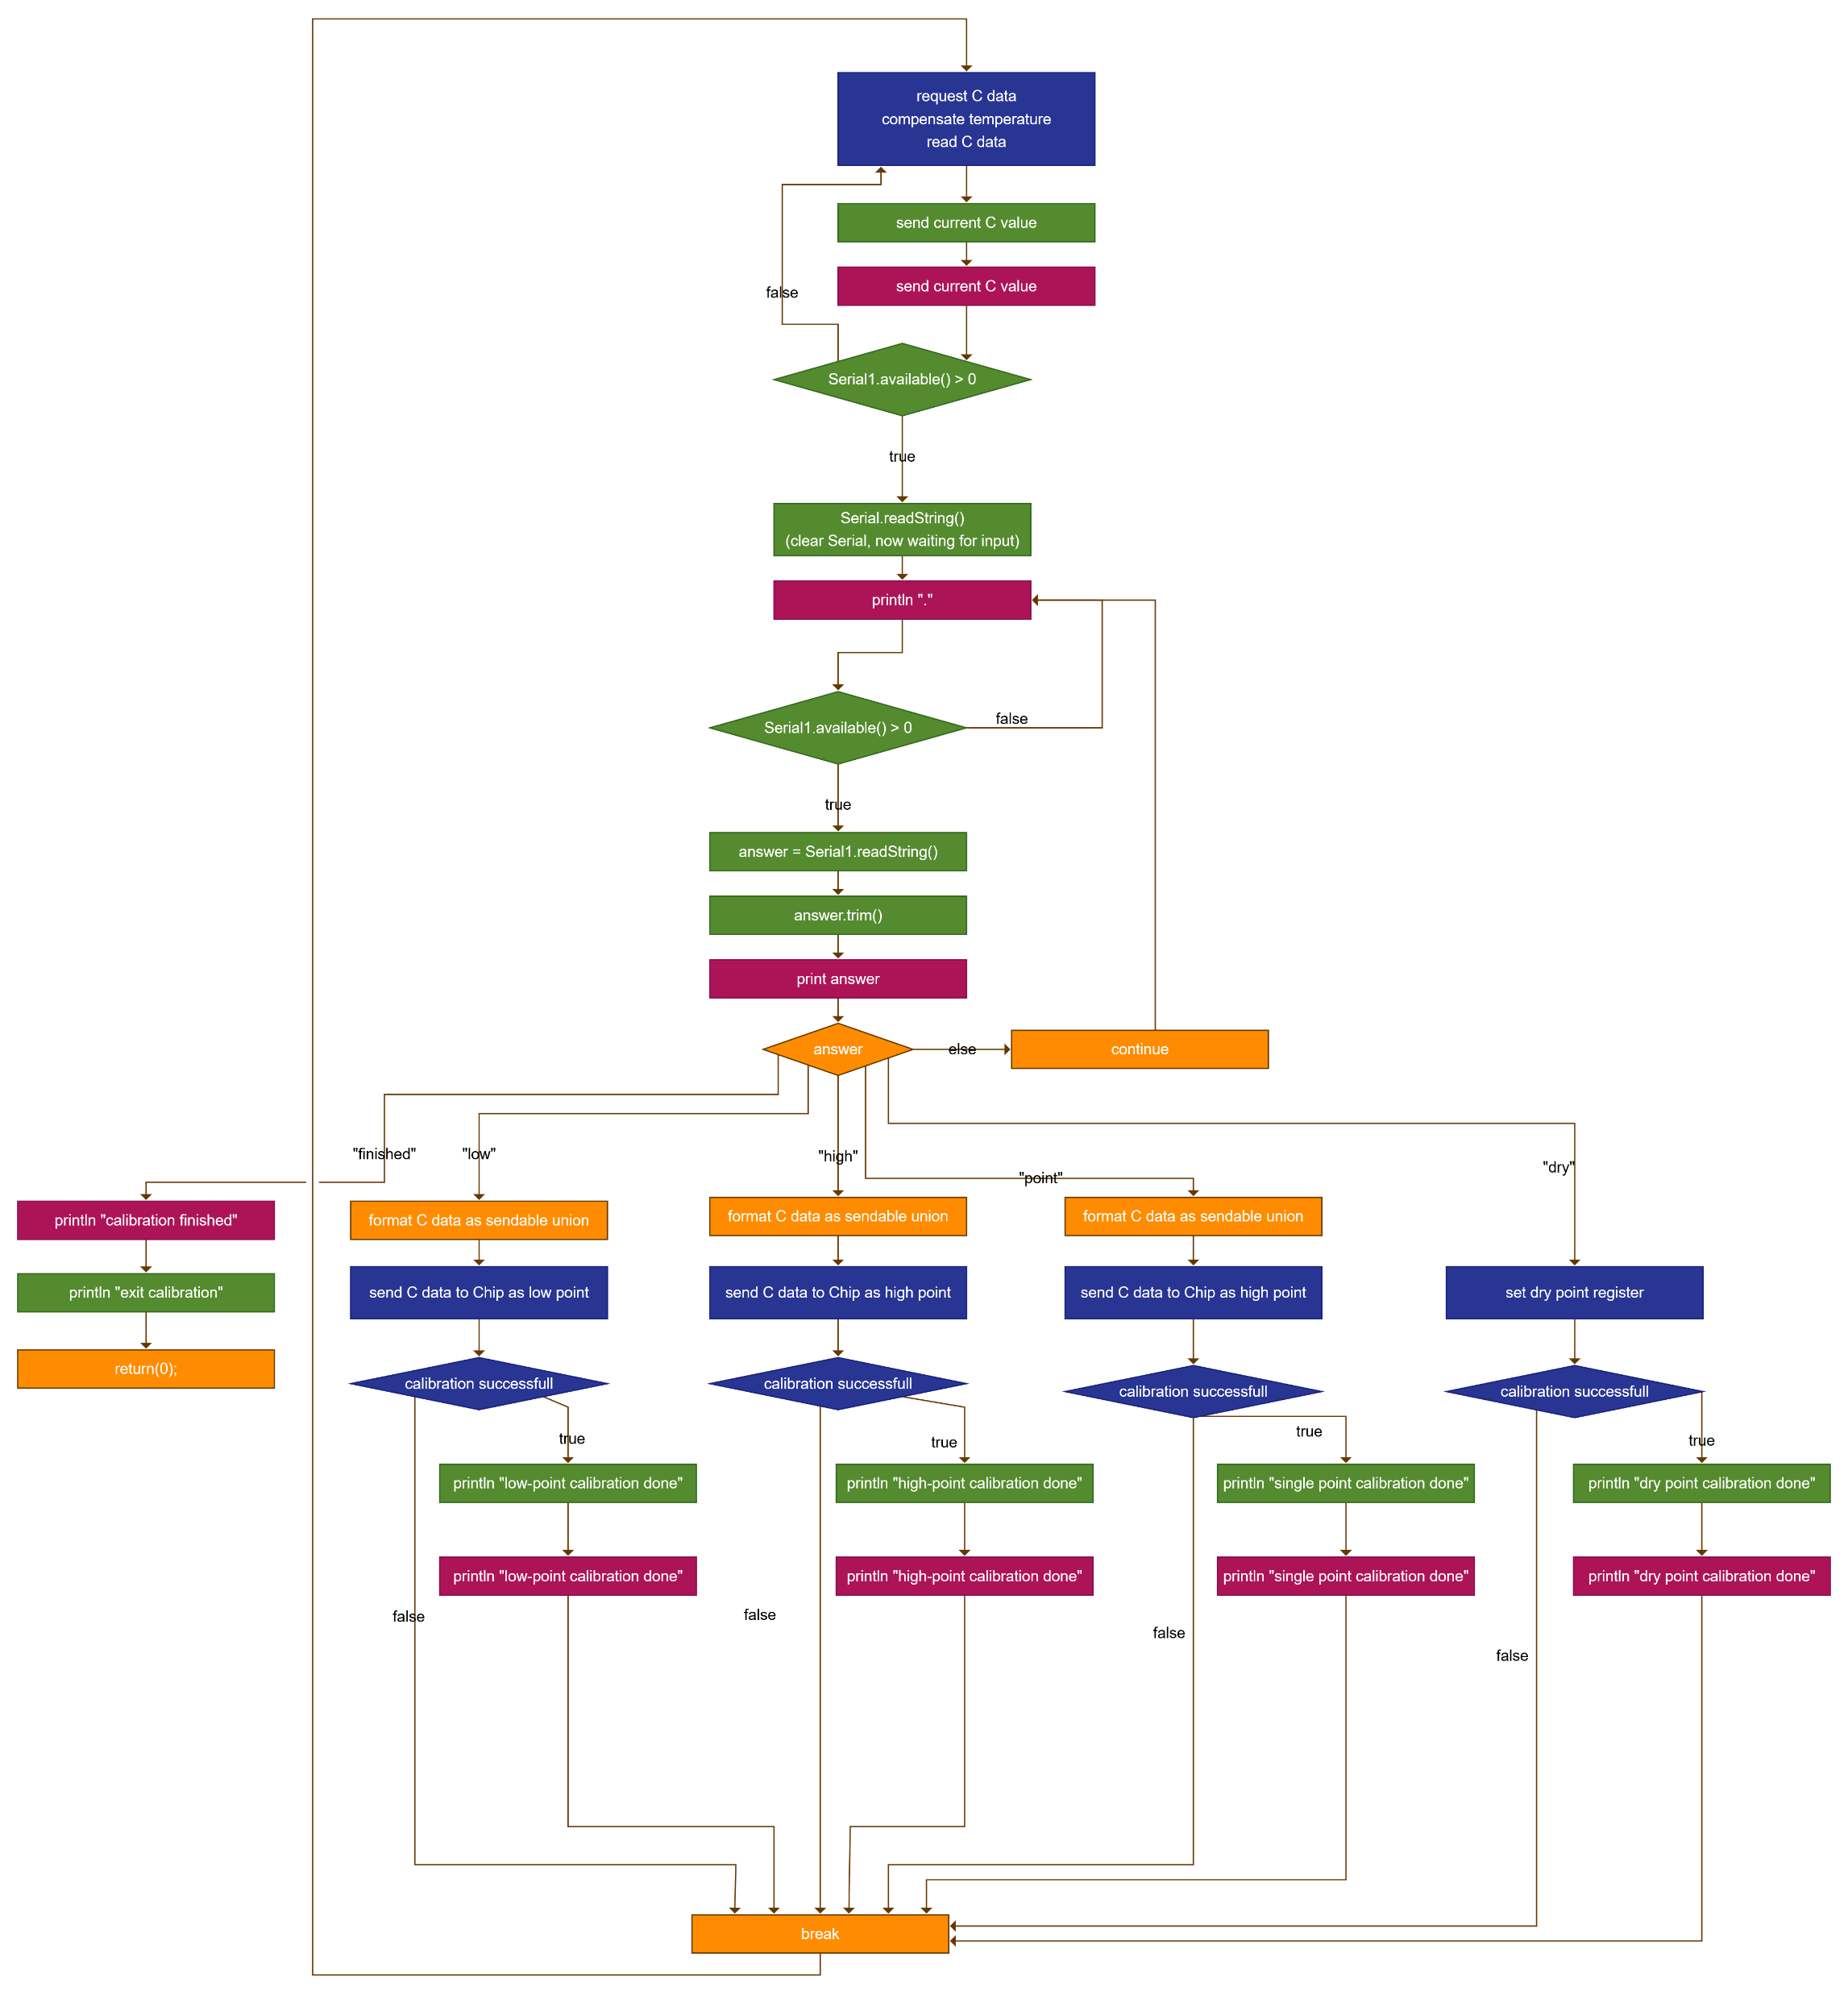 request C data
compensate temperature
read C data
send current C value
send current C value
false
Serial1.available() > 0
true
Serial.readString()
(clear Serial, now waiting for input)
println "."
Serial1.available() > 0
false
true
answer = Serial1.readString()
answer.trim()
print answer
answer
else
continue
"finished"
"low"
"high"
"point"
"dry"
println "calibration finished"
format C data as sendable union
format C data as sendable union
format C data as sendable union
println "exit calibration"
send C data to Chip as low point
send C data to Chip as high point
send C data to Chip as high point
set dry point register
return(0);
calibration successfull
calibration successfull
calibration successfull
calibration successfull
true
true
true
true
println "low-point calibration done"
println "high-point calibration done"
println "single point calibration done"
println "dry point calibration done"
println "low-point calibration done"
println "high-point calibration done"
println "single point calibration done"
println "dry point calibration done"
false
false
false
false
break